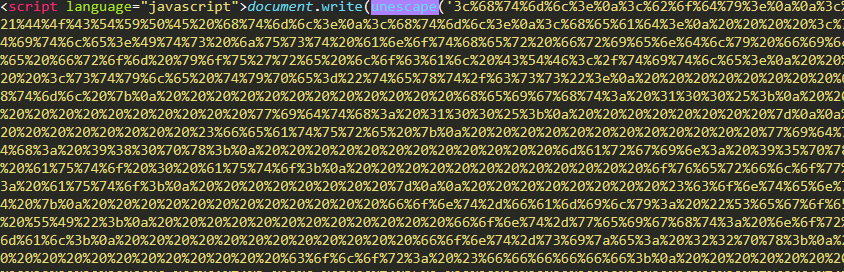 <script language="javascript">document.write(unescape('3c%68%74%6d%6c%3e%0a%3c%62%6f%64%79%3e%0a%0a%3c%
21%44%4f%43%54%59%50%45%20%68%74%6d%6c%3e%0a%3c%68%74%6d%6c%3e%0a%3c%68%65%61%64%3e%0a%20%20%20%20%3c%7
4%69%74%6c%65%3e%49%74%73%20%6a%75%73%74%20%61%6e%6f%74%68%65%72%20%66%72%69%65%6e%64%6c%79%20%66%69%6c
%65%20%66%72%6f%6d%20%79%6f%75%27%72%65%20%6c%6f%63%61%6c%20%43%54%46%3c%2f%74%69%74%6c%65%3e%0a%20%20%
20%20%3c%73%74%79%6c%65%20%74%79%70%65%3d%22%74%65%78%74%2f%63%73%73%22%3e%0a%20%20%20%20%20%20%20%20%6
8%74%6d%6c%20%7b%0a%20%20%20%20%20%20%20%20%20%20%20%20%68%65%69%67%68%74%3a%20%31%30%30%25%3b%0a%20%20
%20%20%20%20%20%20%20%20%20%20%77%69%64%74%68%3a%20%31%30%30%25%3b%0a%20%20%20%20%20%20%20%20%7d%0a%0a%
20%20%20%20%20%20%20%20%23%66%65%61%74%75%72%65%20%7b%0a%20%20%20%20%20%20%20%20%20%20%20%20%77%69%64%7
4%68%3a%20%39%38%30%70%78%3b%0a%20%20%20%20%20%20%20%20%20%20%20%20%6d%61%72%67%69%6e%3a%20%39%35%70%78
%20%61%75%74%6f%20%30%20%61%75%74%6f%3b%0a%20%20%20%20%20%20%20%20%20%20%20%20%6f%76%65%72%66%6c%6f%77%
3a%20%61%75%74%6f%3b%0a%20%20%20%20%20%20%20%20%7d%0a%0a%20%20%20%20%20%20%20%20%23%63%6f%6e%74%65%6e%7
4%20%7b%0a%20%20%20%20%20%20%20%20%20%20%20%20%66%6f%6e%74%2d%66%61%6d%69%6c%79%3a%20%22%53%65%67%6f%65
%20%55%49%22%3b%0a%20%20%20%20%20%20%20%20%20%20%20%20%66%6f%6e%74%2d%77%65%69%67%68%74%3a%20%6e%6f%72%
6d%61%6c%3b%0a%20%20%20%20%20%20%20%20%20%20%20%20%66%6f%6e%74%2d%73%69%7a%65%3a%20%32%32%70%78%3b%0a%2
0%20%20%20%20%20%20%20%20%20%20%20%63%6f%6c%6f%72%3a%20%23%66%66%66%66%66%66%3b%0a%20%20%20%20%20%20%20